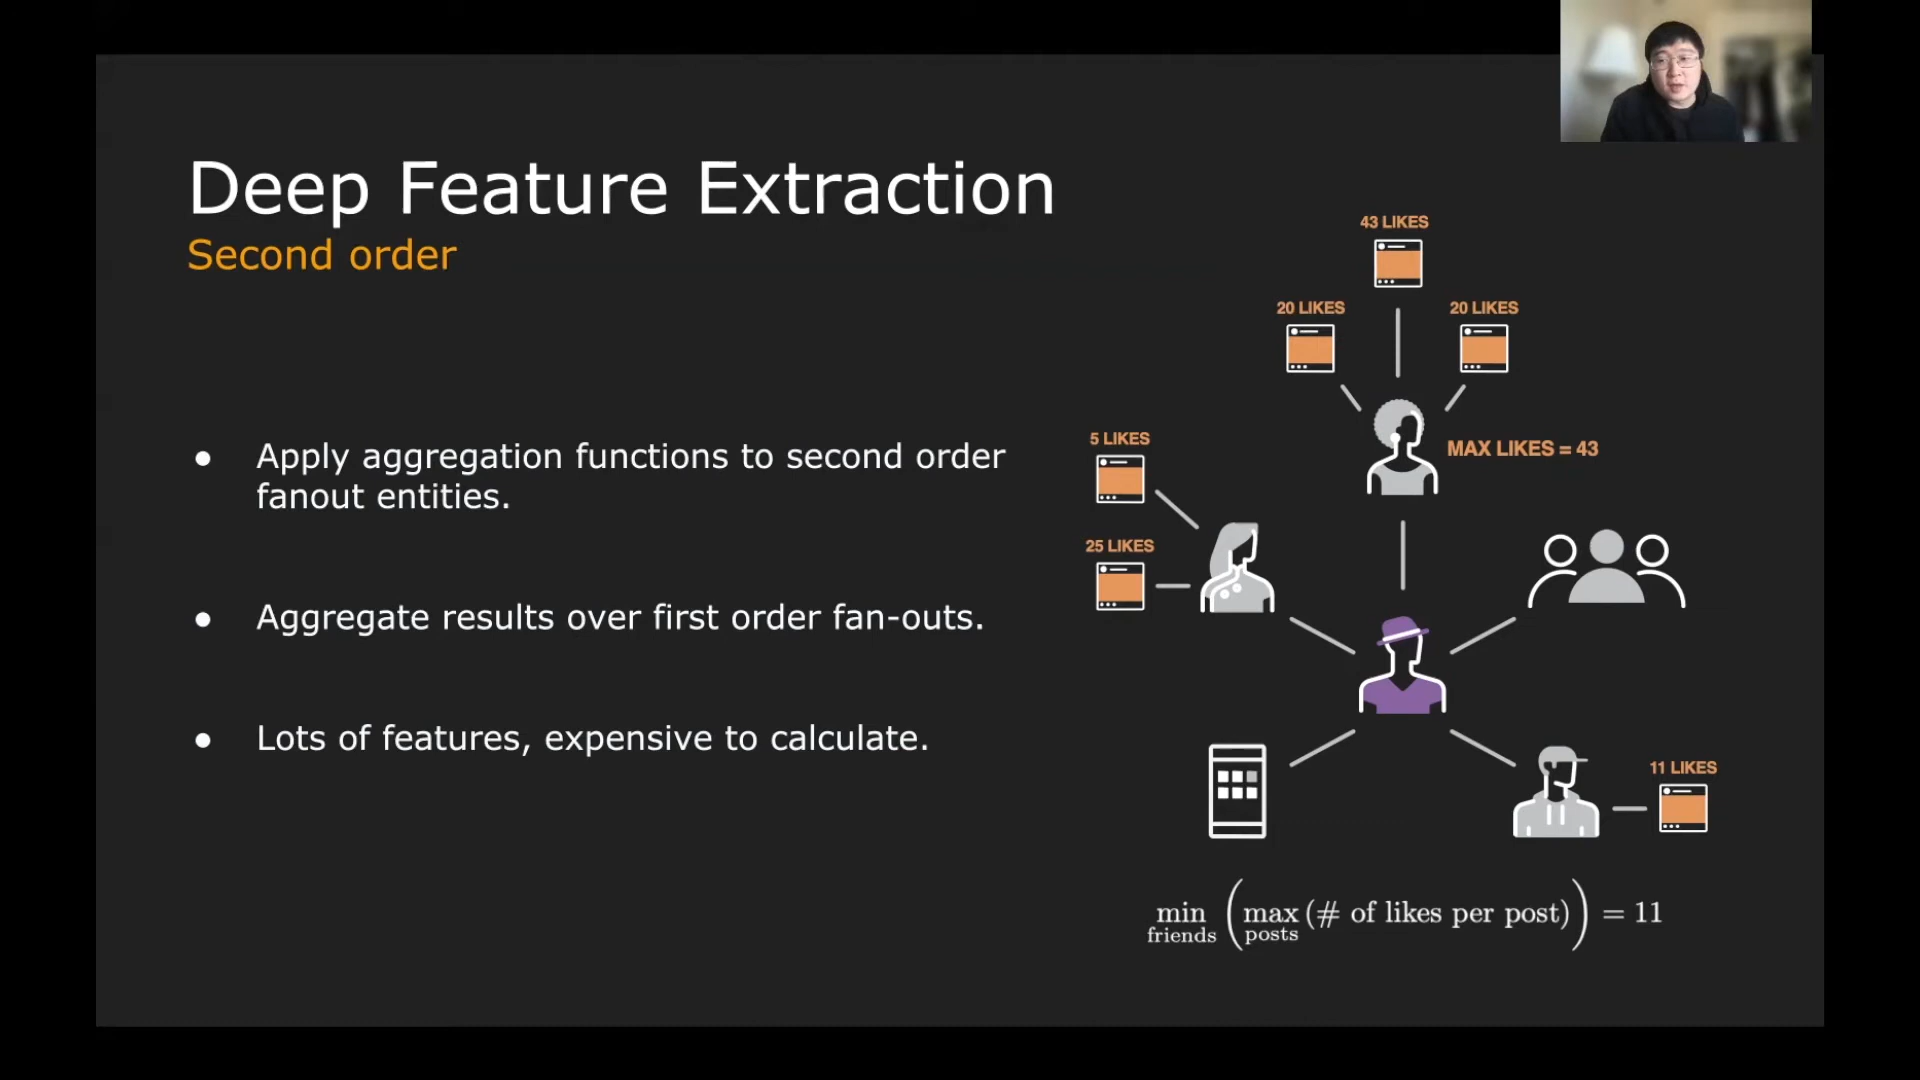 Deep Feature Extraction
Second order
● Apply aggregation functions to second order
fanout entities.
● Aggregate results over first order fan-outs.
● Lots of features, expensive to calculate.
43 LIKES
20 LIKES
20 LIKES
MAX LIKES = 43
5 LIKES
25 LIKES
11 LIKES
min friends ( max posts (# of likes per post) ) = 11